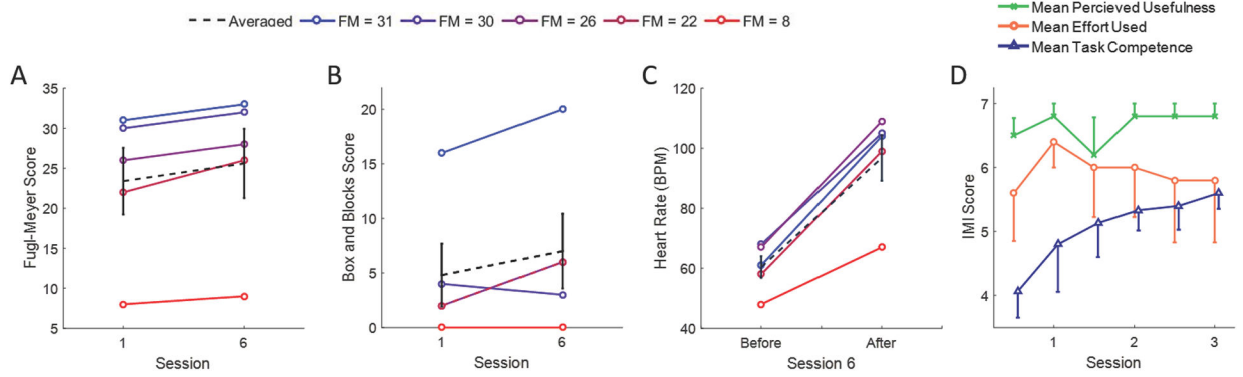 Averaged FM = 31 FM = 30 FM = 26 FM = 22 FM = 8
Mean Percieved Usefulness
Mean Effort Used
Mean Task Competence
A
Fugl-Meyer Score
35
30
25
20
15
10
5
1 6
Session
B
Box and Blocks Score
20
15
10
5
0
1 6
Session
C
Heart Rate (BPM)
120
100
80
60
40
Before After
Session 6
D
IMI Score
7
6
5
4
1 2 3
Session